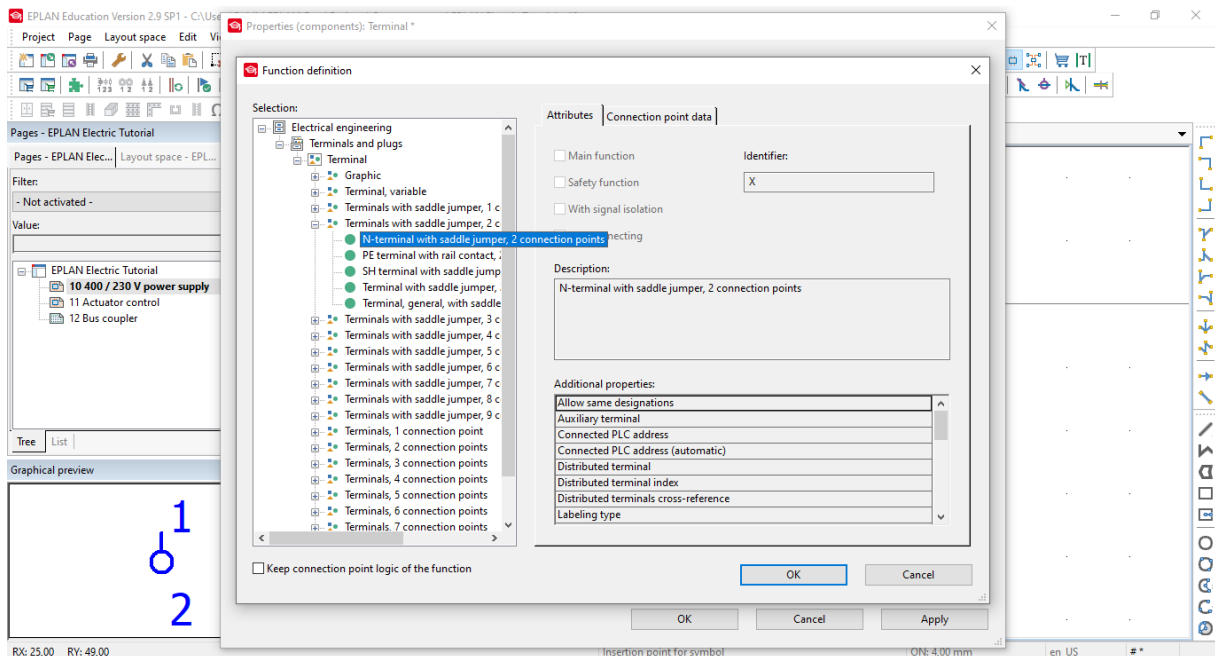 EPLAN Education Version 2.9 SP1 - C:\Use
Properties (components): Terminal *
Project Page Layout space Edit Vi
Function definition
Selection:
Electrical engineering
Terminals and plugs
Terminal
Graphic
Terminal, variable
Terminals with saddle jumper, 1 c
Terminals with saddle jumper, 2 c
N-terminal with saddle jumper, 2 connection points
PE terminal with rail contact, 2
SH terminal with saddle jump
Terminal with saddle jumper,
Terminal, general, with saddle
Terminals with saddle jumper, 3 c
Terminals with saddle jumper, 4 c
Terminals with saddle jumper, 5 c
Terminals with saddle jumper, 6 c
Terminals with saddle jumper, 7 c
Terminals with saddle jumper, 8 c
Terminals with saddle jumper, 9 c
Terminals, 1 connection point
Terminals, 2 connection points
Terminals, 3 connection points
Terminals, 4 connection points
Terminals, 5 connection points
Terminals, 6 connection points
Terminals, 7 connection points
Keep connection point logic of the function
Attributes Connection point data
Main function
Safety function
With signal isolation
necting
Identifier:
X
Description:
N-terminal with saddle jumper, 2 connection points
Additional properties:
Allow same designations
Auxiliary terminal
Connected PLC address
Connected PLC address (automatic)
Distributed terminal
Distributed terminal index
Distributed terminals cross-reference
Labeling type
OK Cancel
OK Cancel Apply
Pages - EPLAN Electric Tutorial
Pages - EPLAN Elec... Layout space - EPL...
Filter:
- Not activated -
Value:
EPLAN Electric Tutorial
10 400 / 230 V power supply
11 Actuator control
12 Bus coupler
Tree List
Graphical preview
1
2
RX: 25.00 RY: 49.00
Insertion point for symbol
ON: 4.00 mm
en_US
# *